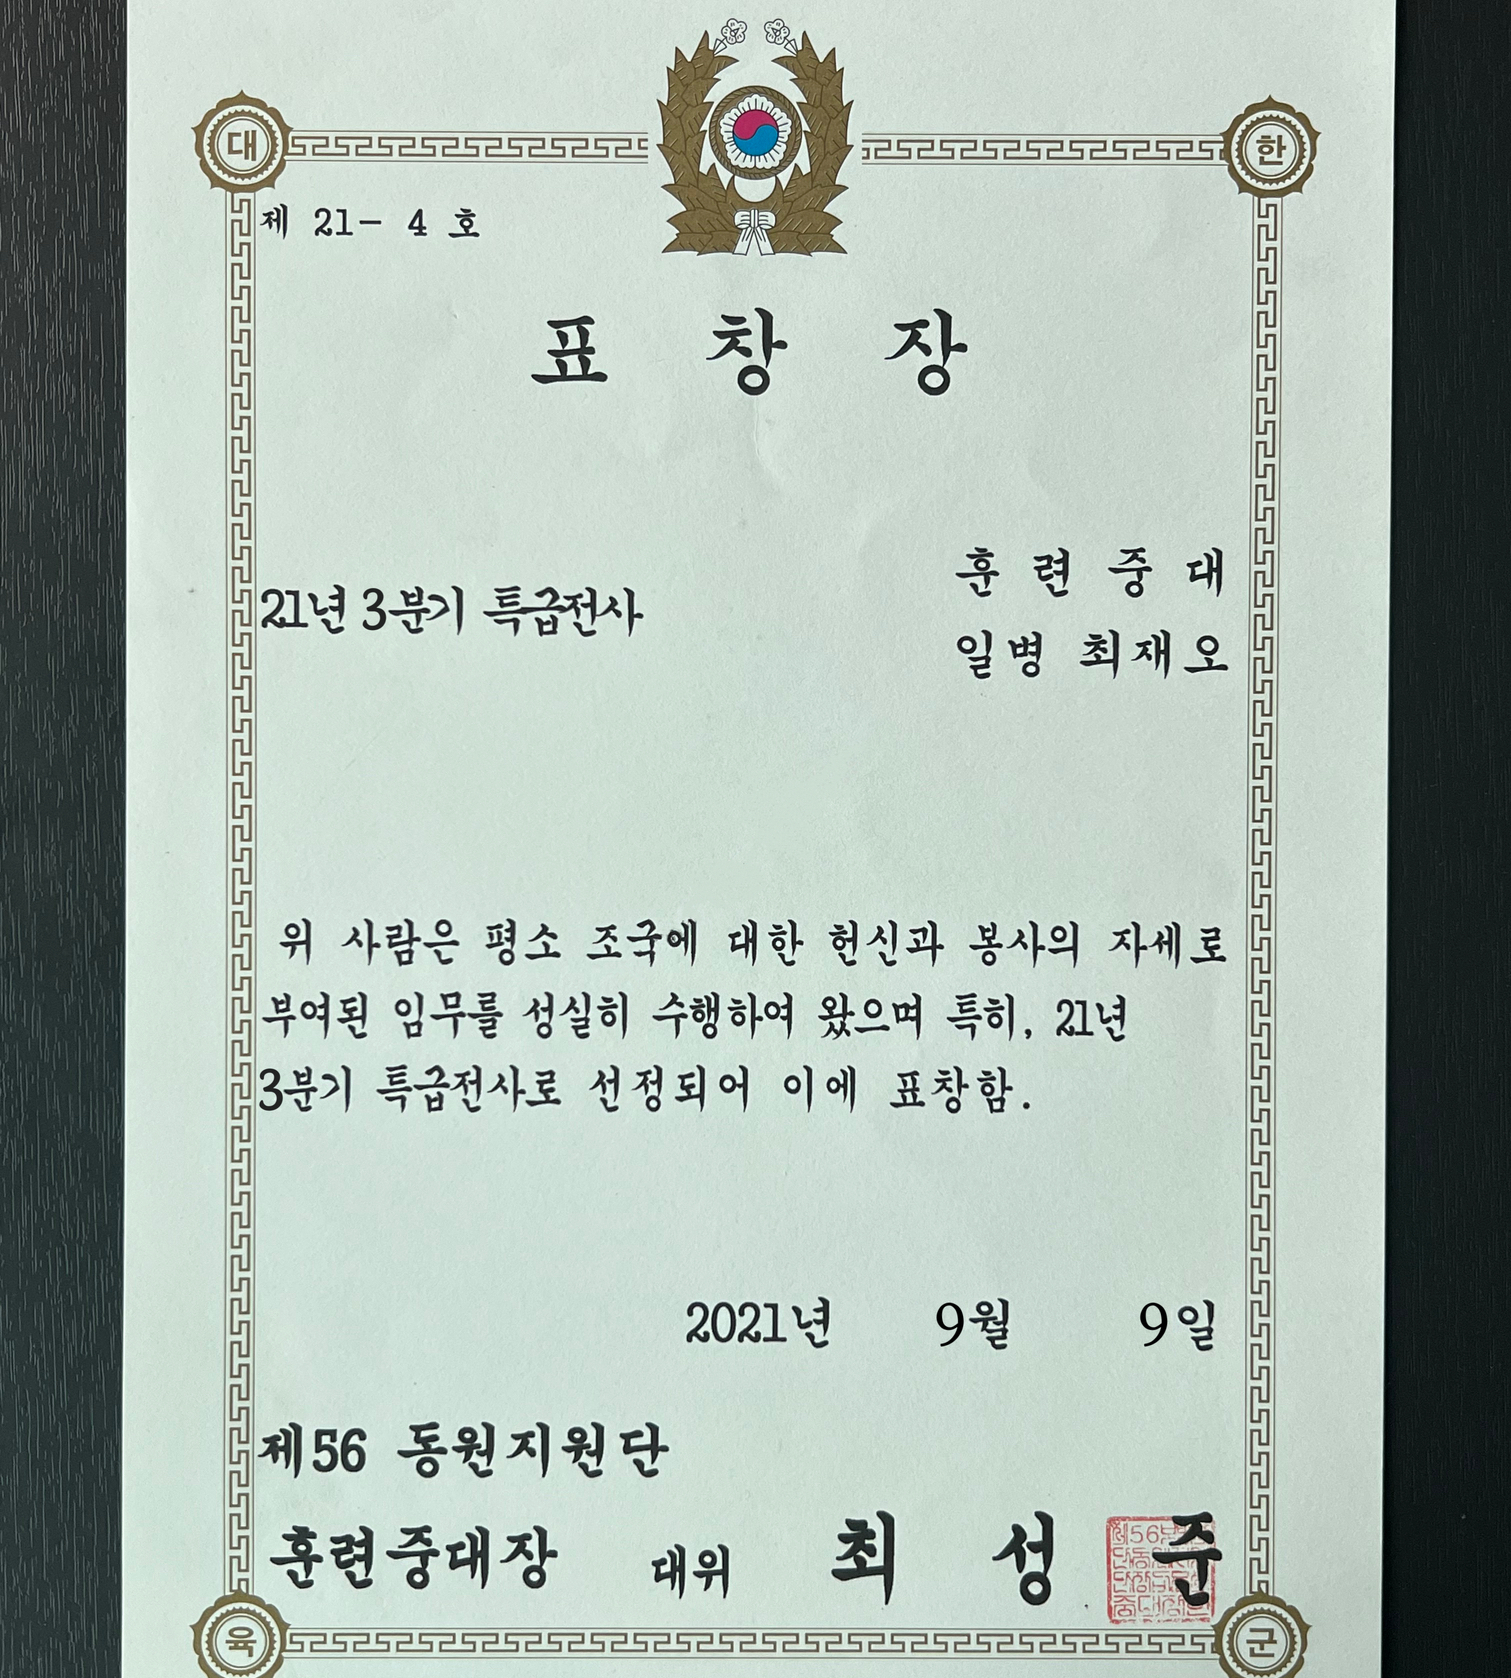 대 한
제 21- 4 호
표 창 장
훈 련 중 대
21년 3분기 특급전사
일병 최재오
위 사람은 평소 조국에 대한 헌신과 봉사의 자세로
부여된 임무를 성실히 수행하여 왔으며 특히, 21년
3분기 특급전사로 선정되어 이에 표창함.
2021년 9월 9일
제56 동원지원단
훈련중대장 대위 최 성 준
육 군